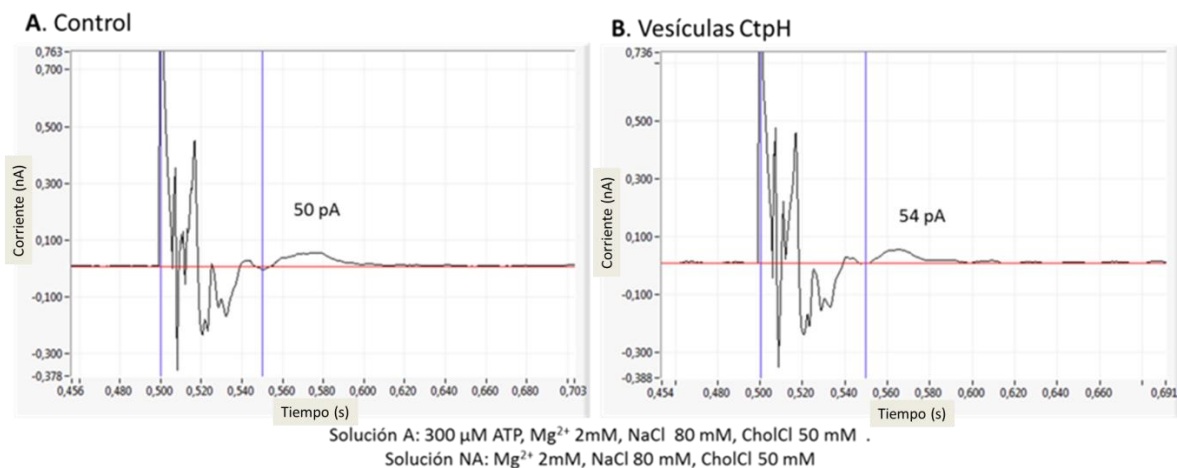 A. Control
0,763
0,700
0,500
0,300
0,100
-0,100
-0,300
-0,378
Corriente (nA)
50 pA
0,456 0,480 0,500 0,520 0,540 0,560 0,580 0,600 0,620 0,640 0,660 0,680 0,703
Tiempo (s)
B. Vesículas CtpH
0,736
0,500
0,300
0,100
-0,100
-0,300
-0,388
Corriente (nA)
54 pA
0,454 0,480 0,500 0,520 0,540 0,560 0,580 0,600 0,620 0,640 0,660 0,691
Tiempo (s)
Solución A: 300 µM ATP, Mg²⁺ 2mM, NaCl 80 mM, CholCl 50 mM .
Solución NA: Mg²⁺ 2mM, NaCl 80 mM, CholCl 50 mM